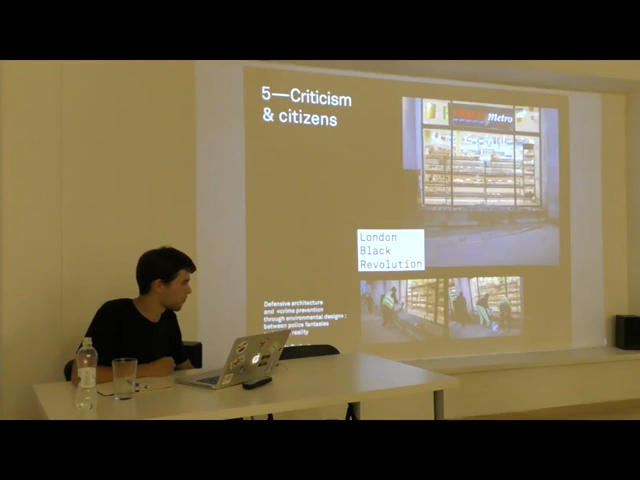 5—Criticism
& citizens
metro
London
Black
Revolution
Defensive architecture
and «crime prevention
through environmental design» :
between police fantasies
reality